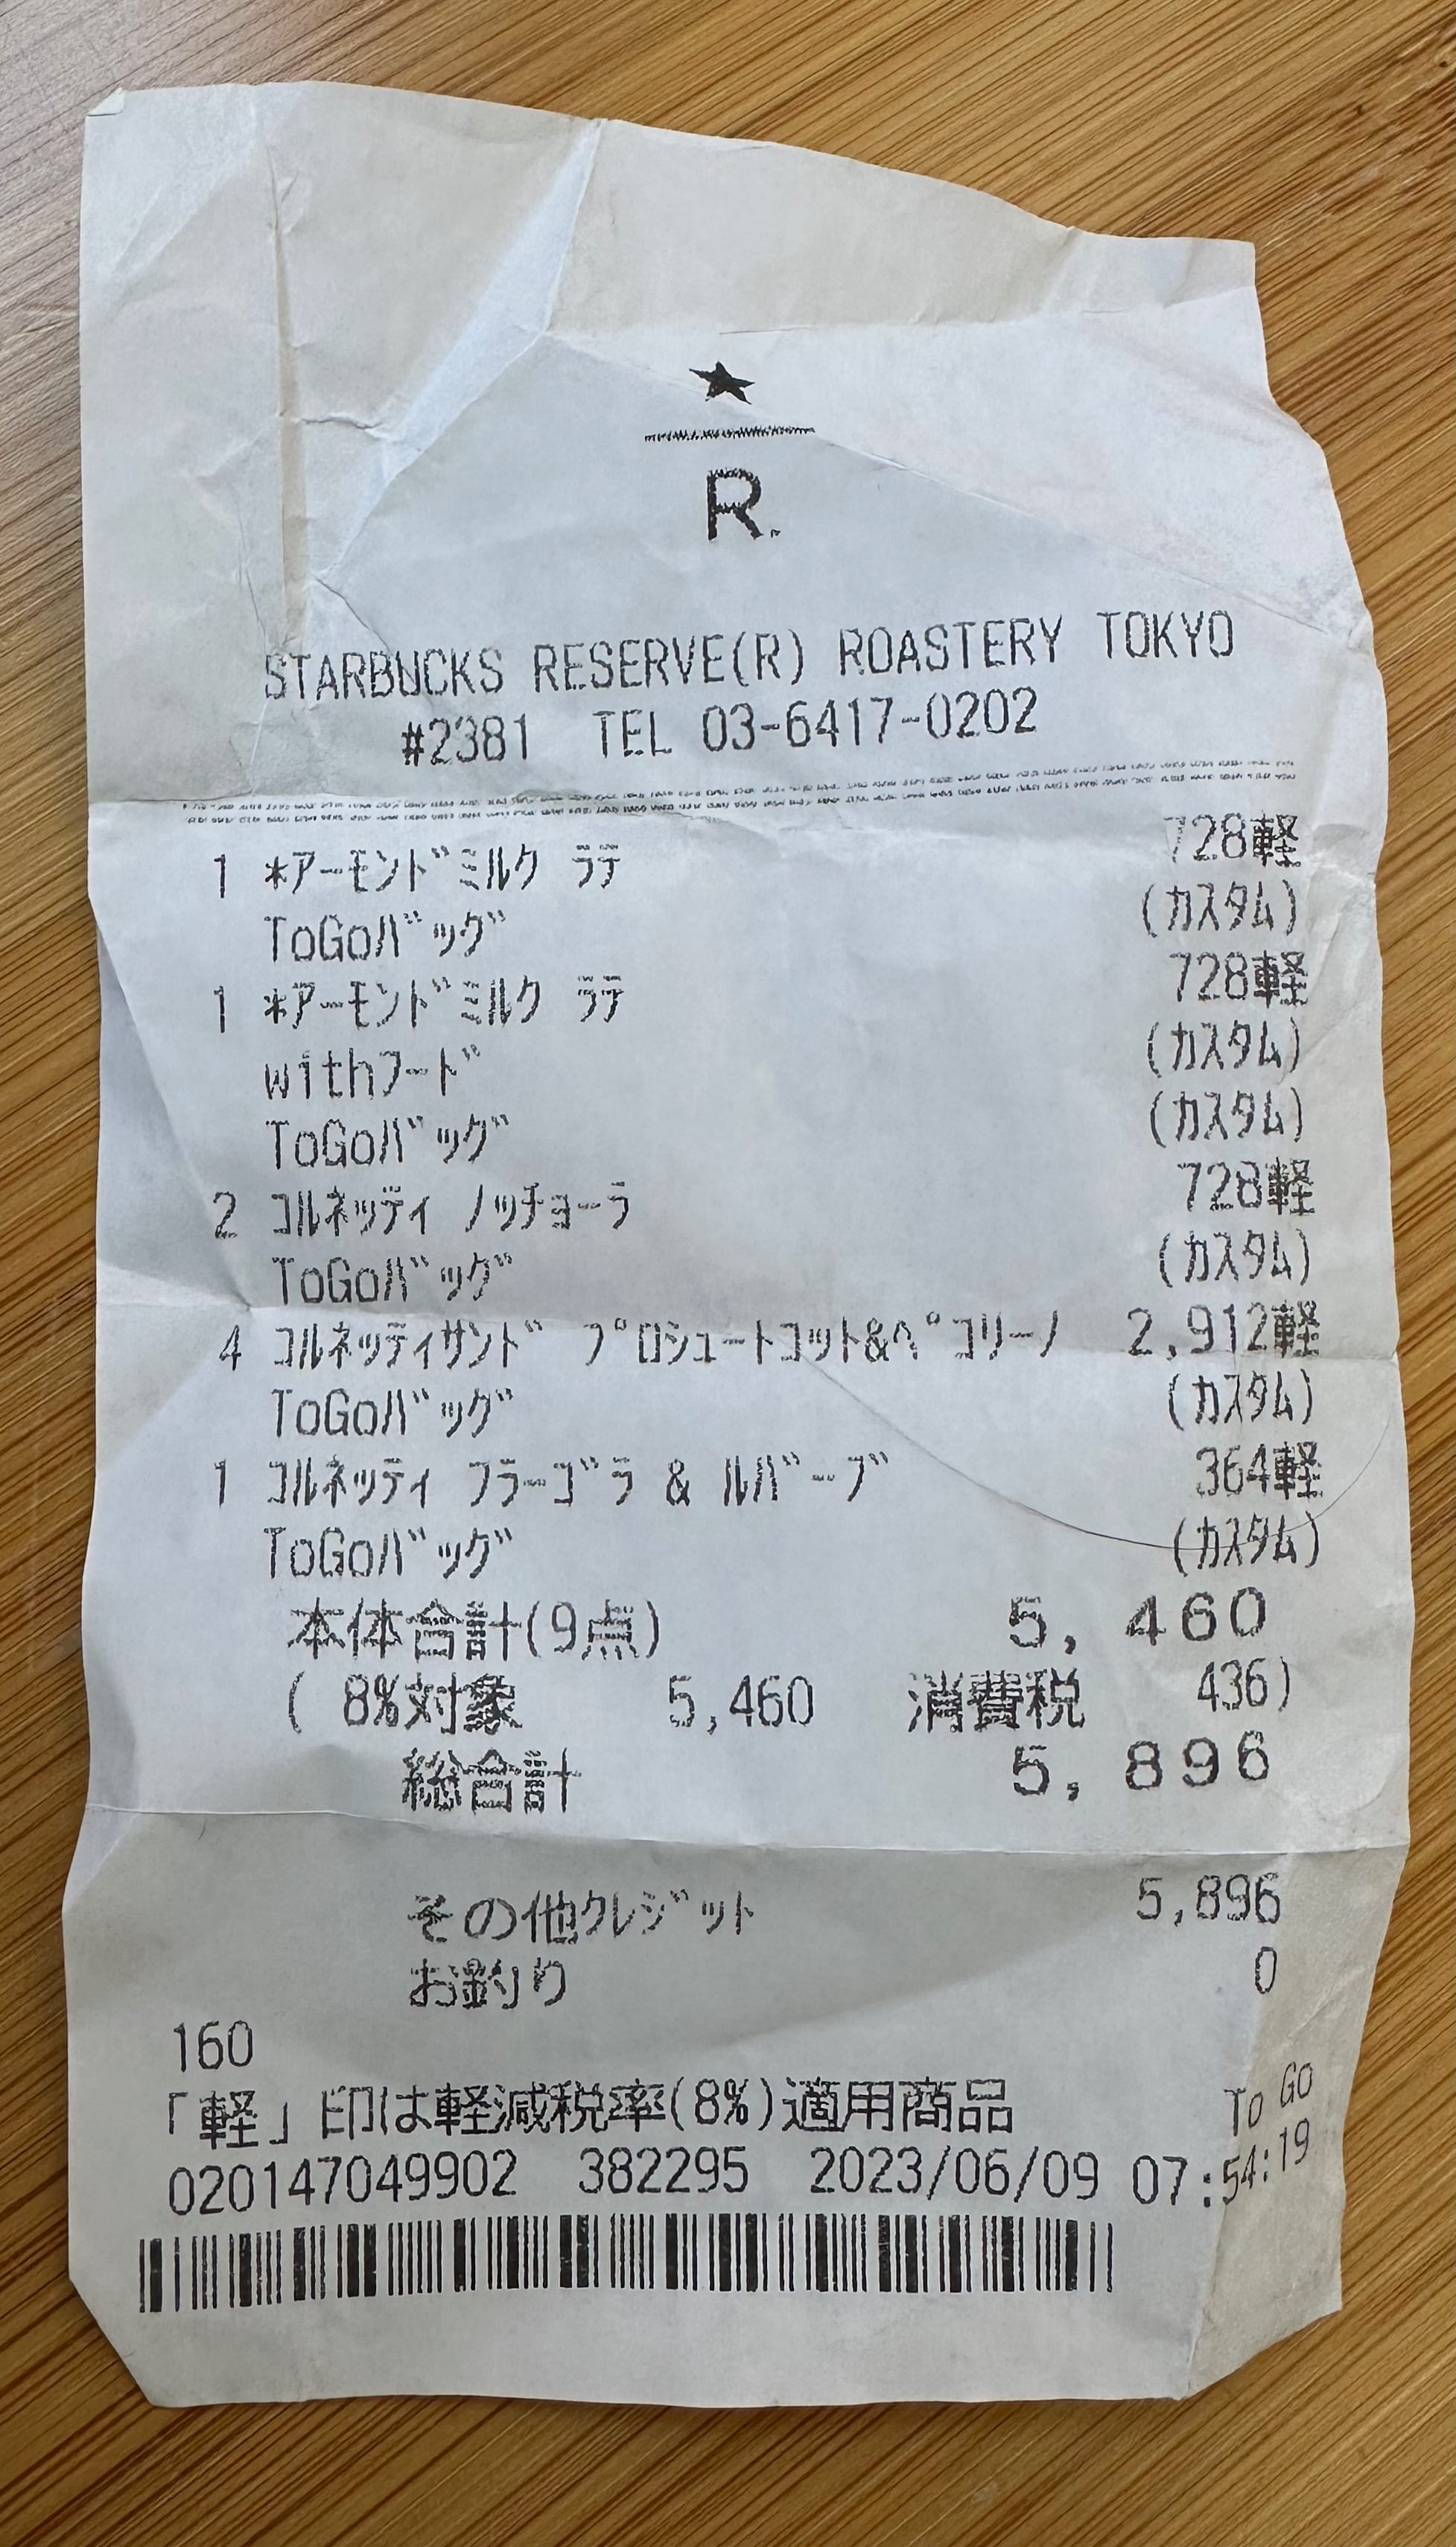 ★
R.
STARBUCKS RESERVE(R) ROASTERY TOKYO
#2381 TEL 03-6417-0202
1 *アーモンドミルク ラテ 728軽
ToGoバッグ (カスタム)
1 *アーモンドミルク ラテ 728軽
withフード (カスタム)
ToGoバッグ (カスタム)
2 コルネッティ ノッチョーラ 728軽
ToGoバッグ (カスタム)
4 コルネッティサンド プロシュートコット&ペコリーノ 2,912軽
ToGoバッグ (カスタム)
1 コルネッティ フラーゴラ & ルバーブ 364軽
ToGoバッグ (カスタム)
本体合計(9点) 5,460
( 8%対象 5,460 消費税 436)
総合計 5,896
その他クレジット 5,896
お釣り 0
160
「軽」印は軽減税率(8%)適用商品 To Go
020147049902 382295 2023/06/09 07:54:19